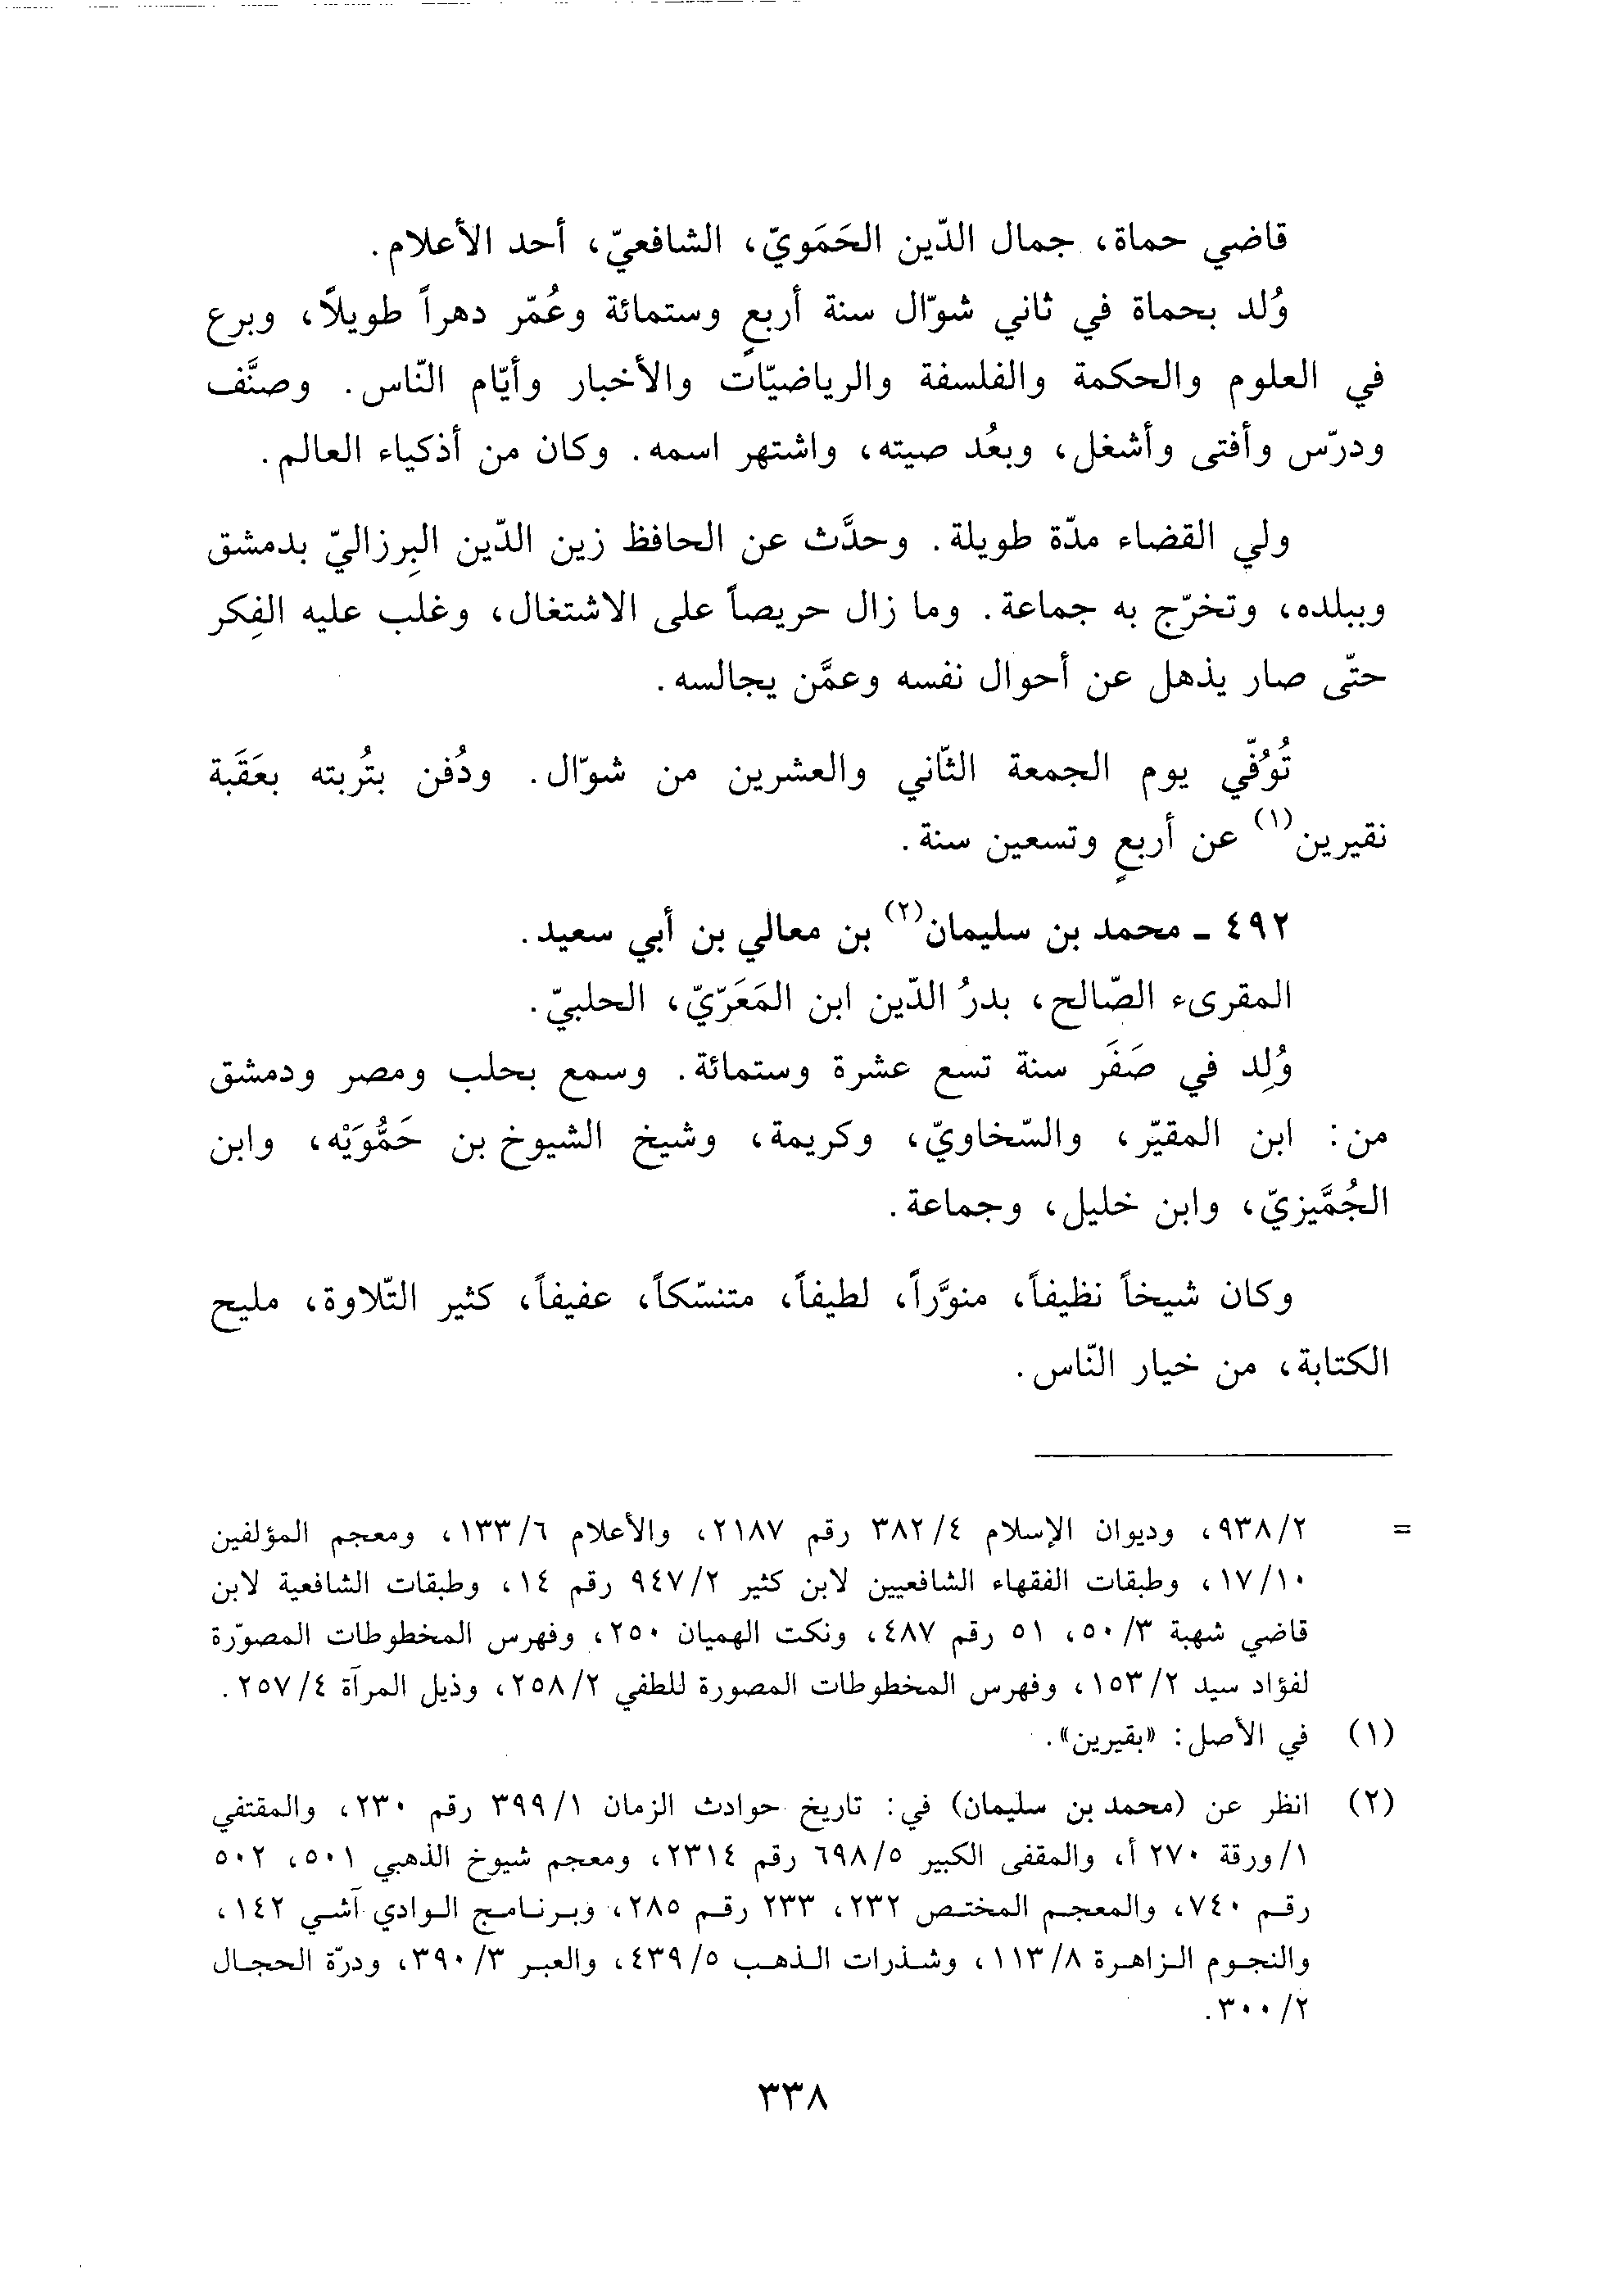 قاضي حماة، جمال الدّين الحَمَويّ، الشافعيّ، أحد الأعلام.
وُلد بحماة في ثاني شوّال سنة أربعٍ وستمائة وعُمّر دهراً طويلاً، وبرع
في العلوم والحكمة والفلسفة والرياضيّات والأخبار وأيّام النّاس. وصنَّف
ودرّس وأفتى وأشغل، وبعُد صيته، واشتهر اسمه. وكان من أذكياء العالم.
ولي القضاء مدّة طويلة. وحدَّث عن الحافظ زين الدّين البِرزاليّ بدمشق
وببلده، وتخرّج به جماعة. وما زال حريصاً على الاشتغال، وغلب عليه الفِكر
حتّى صار يذهل عن أحوال نفسه وعمَّن يجالسه.
تُوُفّي يوم الجمعة الثّاني والعشرين من شوّال. ودُفن بتُربته بعَقَبة
نقيرين(١) عن أربعٍ وتسعين سنة.
٤٩٢ ـ محمد بن سليمان(٢) بن معالي بن أبي سعيد.
المقرىء الصّالح، بدرُ الدّين ابن المَعَرّيّ، الحلبيّ.
وُلِد في صَفَر سنة تسع عشرة وستمائة. وسمع بحلب ومصر ودمشق
من: ابن المقيّر، والسّخاويّ، وكريمة، وشيخ الشيوخ بن حَمُّوَيْه، وابن
الجُمَّيزيّ، وابن خليل، وجماعة.
وكان شيخاً نظيفاً، منوَّراً، لطيفاً، متنسّكاً، عفيفاً، كثير التّلاوة، مليح
الكتابة، من خيار النّاس.
= ٩٣٨/٢، وديوان الإسلام ٣٨٢/٤ رقم ٢١٨٧، والأعلام ١٣٣/٦، ومعجم المؤلفين
١٧/١٠، وطبقات الفقهاء الشافعيين لابن كثير ٩٤٧/٢ رقم ١٤، وطبقات الشافعية لابن
قاضي شهبة ٥٠/٣، ٥١ رقم ٤٨٧، ونكت الهميان ٢٥٠، وفهرس المخطوطات المصوّرة
لفؤاد سيد ١٥٣/٢، وفهرس المخطوطات المصورة للطفي ٢٥٨/٢، وذيل المرآة ٢٥٧/٤.
(١) في الأصل: «بقيرين».
(٢) انظر عن (محمد بن سليمان) في: تاريخ حوادث الزمان ٣٩٩/١ رقم ٢٣٠، والمقتفي
١/ورقة ٢٧٠ أ، والمقفى الكبير ٦٩٨/٥ رقم ٢٣١٤، ومعجم شيوخ الذهبي ٥٠١، ٥٠٢
رقم ٧٤٠، والمعجم المختص ٢٣٢، ٢٣٣ رقم ٢٨٥، وبرنامج الوادي آشي ١٤٢،
والنجوم الزاهرة ١١٣/٨، وشذرات الذهب ٤٣٩/٥، والعبر ٣٩٠/٣، ودرّة الحجال
٣٠٠/٢.
٣٣٨